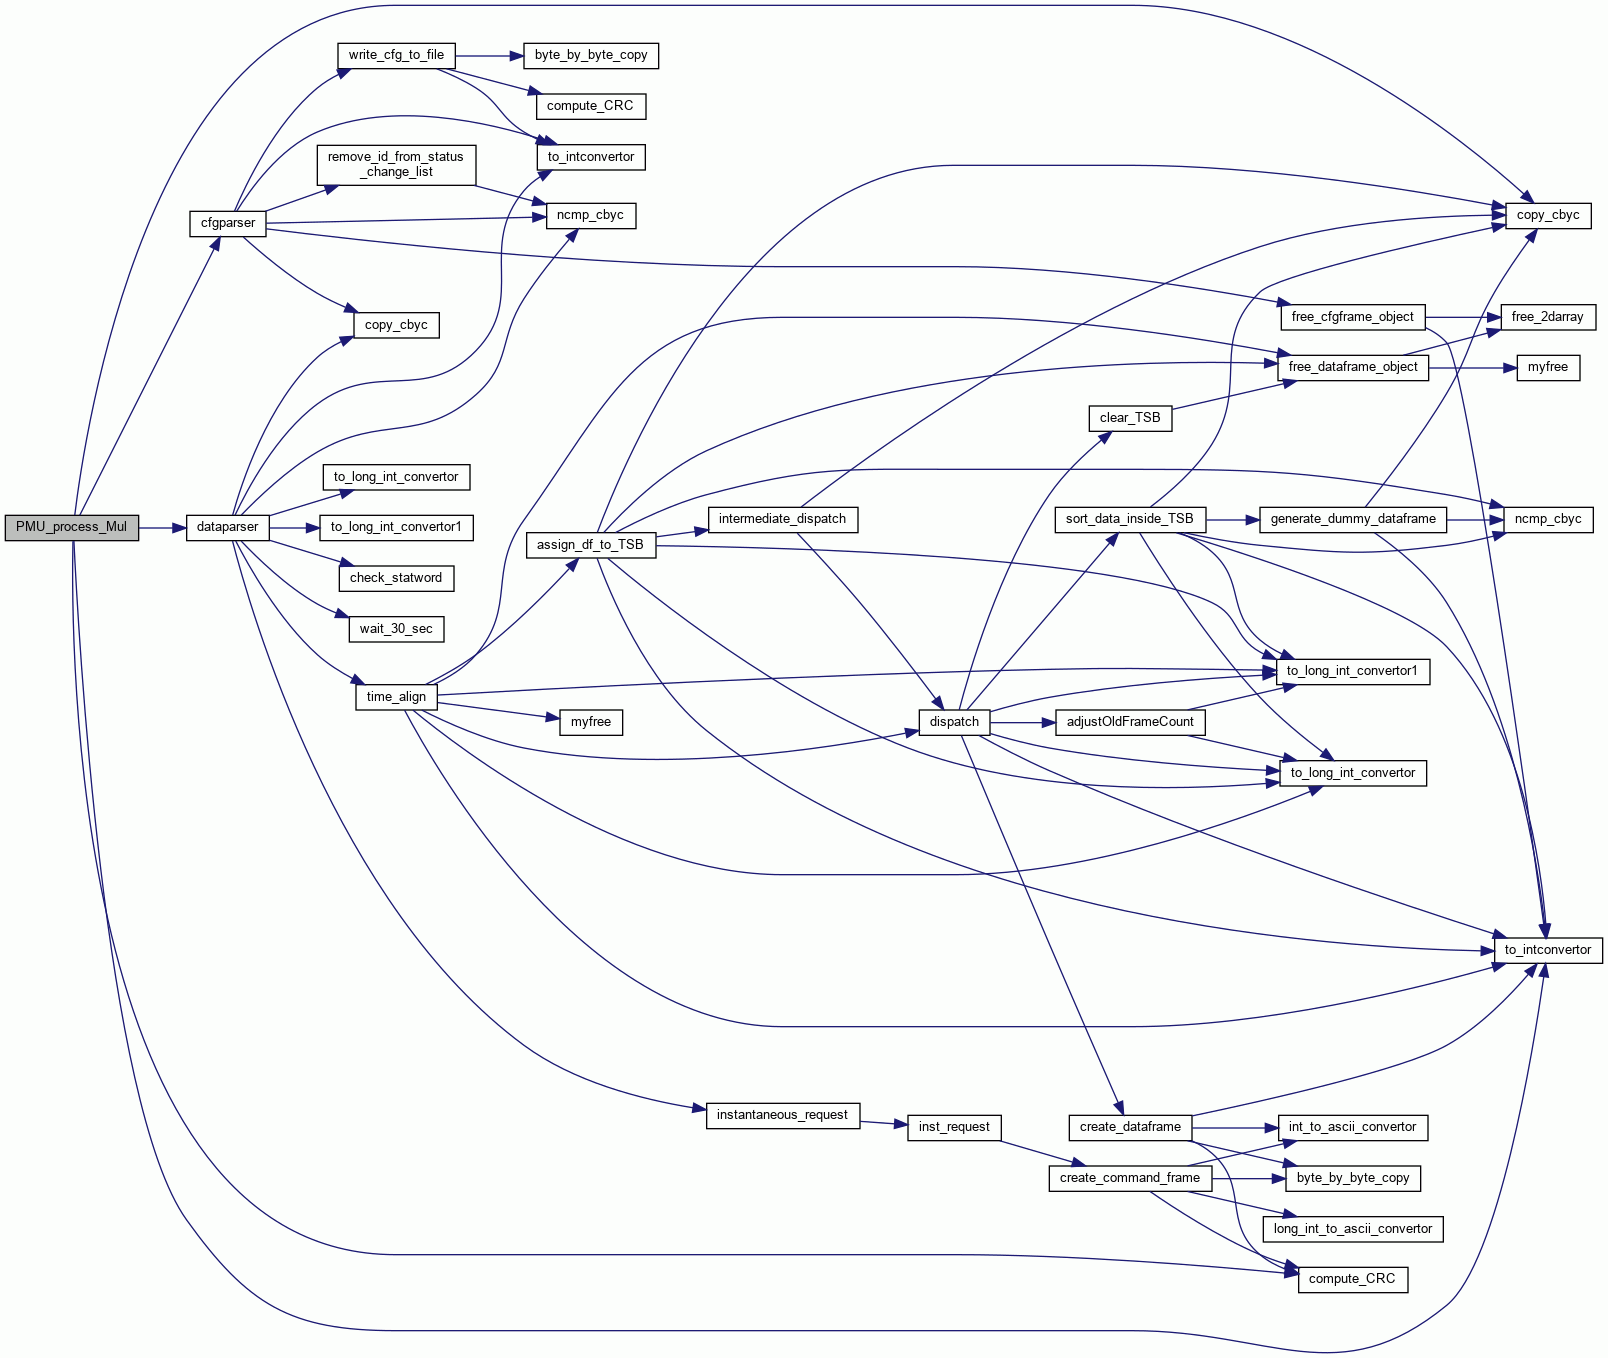 write_cfg_to_file
byte_by_byte_copy
compute_CRC
to_intconvertor
remove_id_from_status
_change_list
cfgparser
ncmp_cbyc
copy_cbyc
free_cfgframe_object
free_2darray
copy_cbyc
free_dataframe_object
myfree
clear_TSB
to_long_int_convertor
PMU_process_Mul
dataparser
to_long_int_convertor1
intermediate_dispatch
sort_data_inside_TSB
generate_dummy_dataframe
ncmp_cbyc
assign_df_to_TSB
check_statword
wait_30_sec
time_align
to_long_int_convertor1
myfree
dispatch
adjustOldFrameCount
to_long_int_convertor
to_intconvertor
instantaneous_request
inst_request
create_dataframe
int_to_ascii_convertor
create_command_frame
byte_by_byte_copy
long_int_to_ascii_convertor
compute_CRC